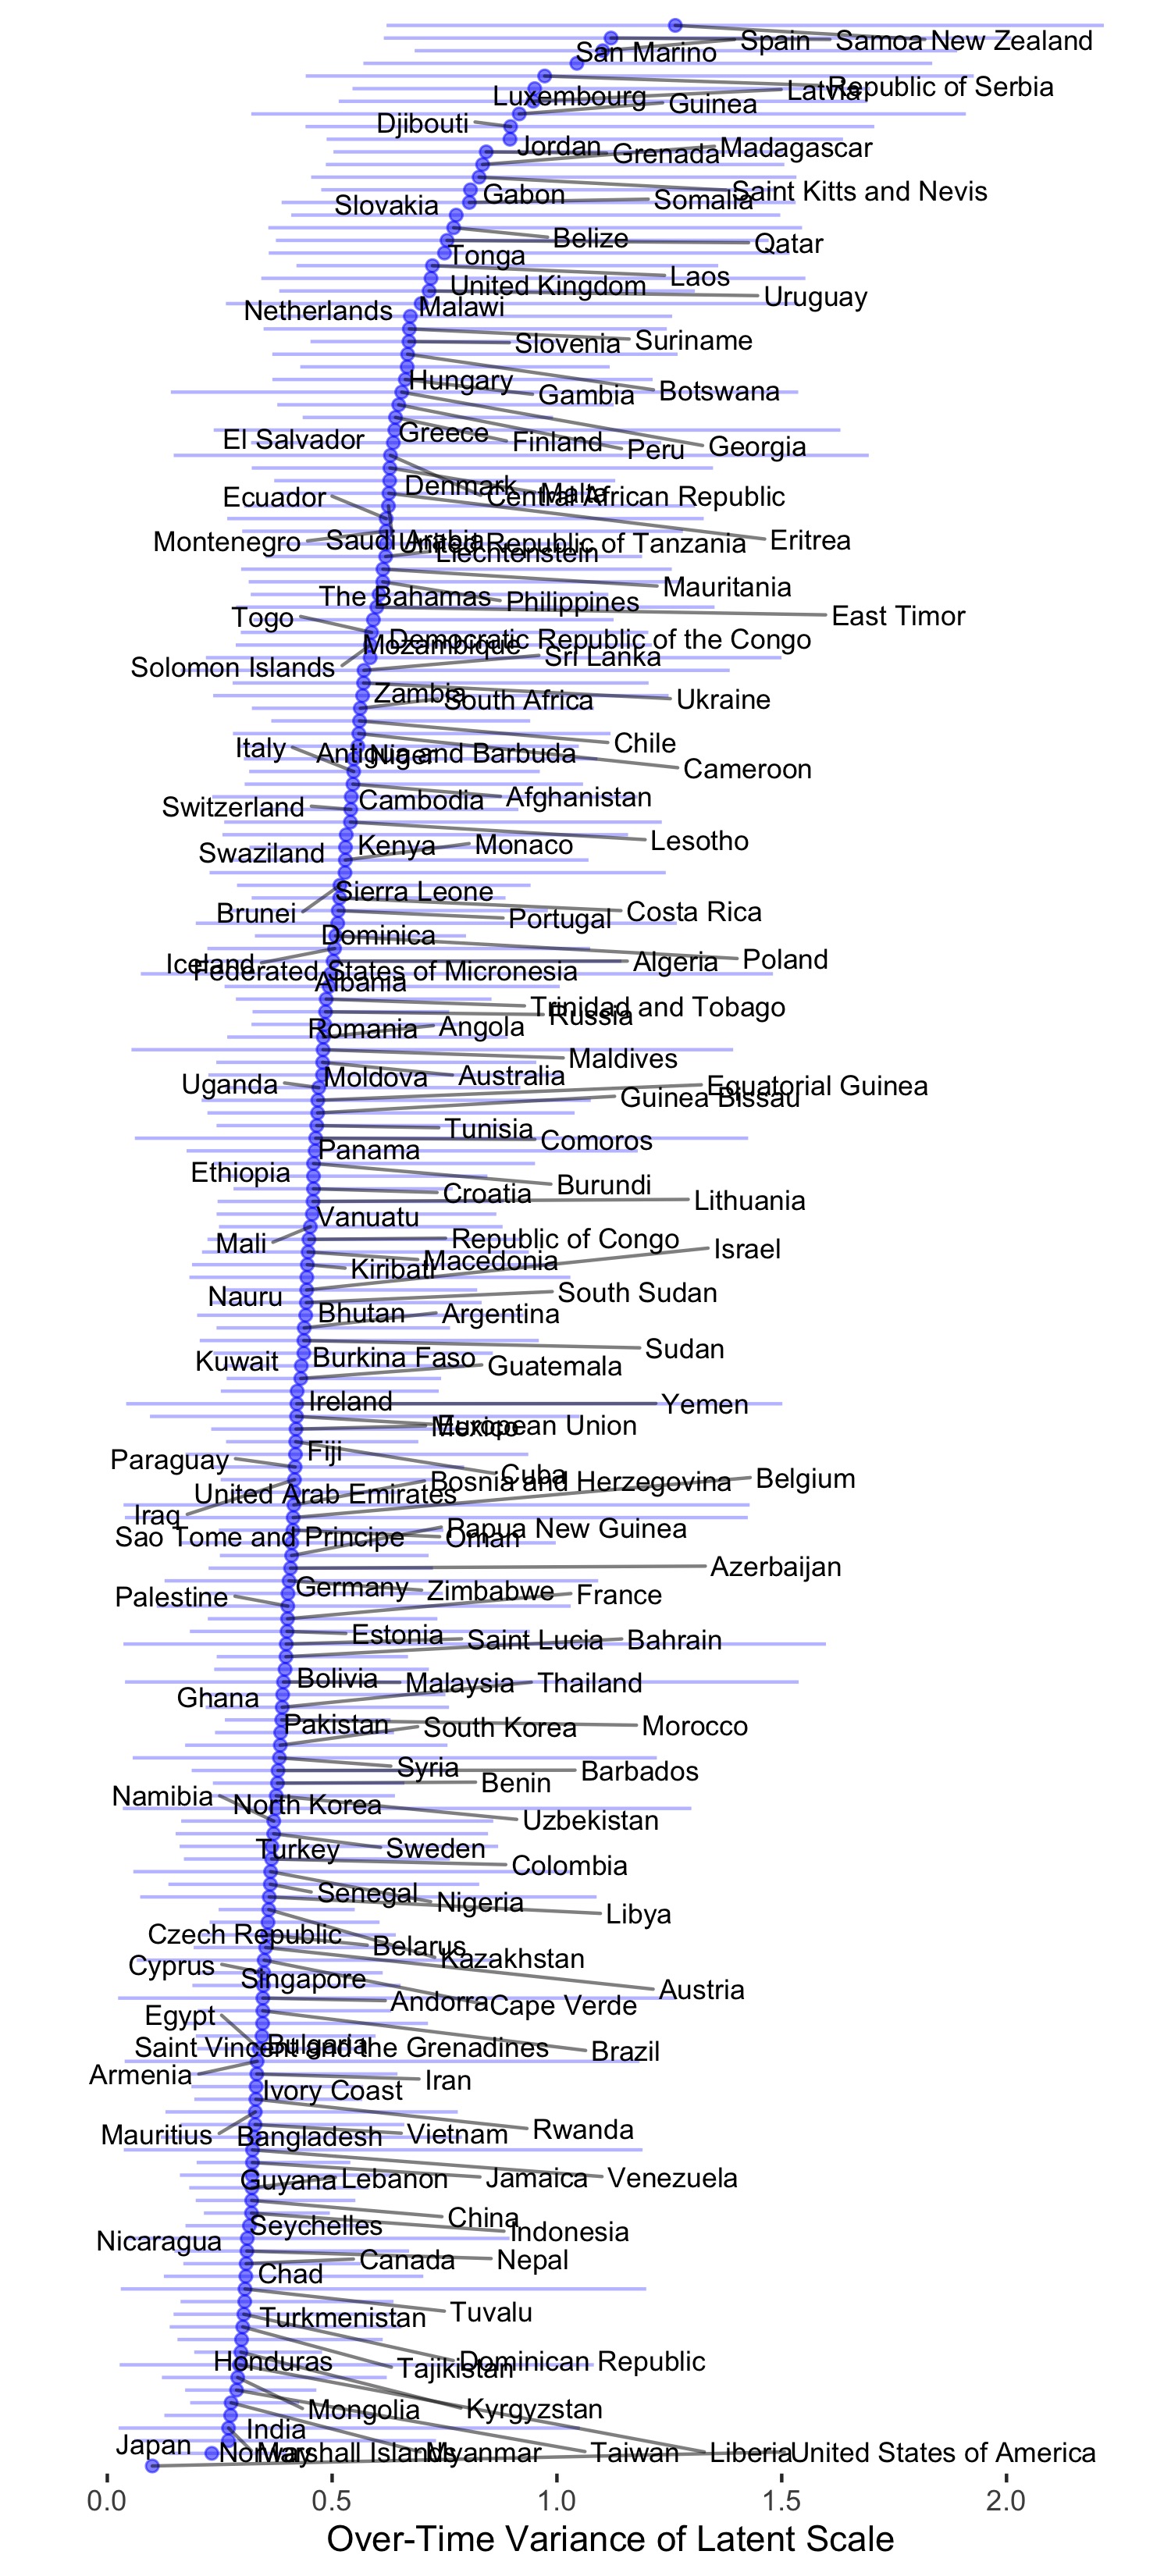 Spain
Samoa
New Zealand
San Marino
Republic of Serbia
Latvia
Luxembourg
Guinea
Djibouti
Jordan
Grenada
Madagascar
Saint Kitts and Nevis
Gabon
Somalia
Slovakia
Belize
Qatar
Tonga
Laos
United Kingdom
Uruguay
Malawi
Netherlands
Suriname
Slovenia
Hungary
Botswana
Gambia
Greece
El Salvador
Finland
Georgia
Peru
Denmark
Malta
Central African Republic
Ecuador
Eritrea
Montenegro
Saudi Arabia
United Republic of Tanzania
Liechtenstein
Mauritania
The Bahamas
Philippines
East Timor
Togo
Democratic Republic of the Congo
Mozambique
Sri Lanka
Solomon Islands
Zambia
South Africa
Ukraine
Chile
Italy
Antigua and Barbuda
Niger
Cameroon
Afghanistan
Cambodia
Switzerland
Lesotho
Kenya
Monaco
Swaziland
Sierra Leone
Brunei
Costa Rica
Portugal
Dominica
Poland
Algeria
Iceland
Federated States of Micronesia
Albania
Trinidad and Tobago
Russia
Romania
Angola
Maldives
Moldova
Australia
Uganda
Equatorial Guinea
Guinea Bissau
Tunisia
Comoros
Panama
Ethiopia
Burundi
Croatia
Lithuania
Vanuatu
Mali
Republic of Congo
Israel
Macedonia
Kiribati
Nauru
South Sudan
Bhutan
Argentina
Sudan
Kuwait
Burkina Faso
Guatemala
Ireland
Yemen
European Union
Mexico
Fiji
Paraguay
Cuba
Bosnia and Herzegovina
Belgium
United Arab Emirates
Iraq
Papua New Guinea
Sao Tome and Principe
Oman
Azerbaijan
Germany
Zimbabwe
France
Palestine
Estonia
Saint Lucia
Bahrain
Bolivia
Malaysia
Thailand
Ghana
Pakistan
South Korea
Morocco
Syria
Barbados
Benin
Namibia
North Korea
Uzbekistan
Turkey
Sweden
Colombia
Senegal
Nigeria
Libya
Czech Republic
Belarus
Kazakhstan
Cyprus
Singapore
Austria
Andorra
Cape Verde
Egypt
Bulgaria
Saint Vincent and the Grenadines
Brazil
Armenia
Iran
Ivory Coast
Rwanda
Mauritius
Bangladesh
Vietnam
Guyana
Lebanon
Jamaica
Venezuela
China
Seychelles
Indonesia
Nicaragua
Canada
Nepal
Chad
Tuvalu
Turkmenistan
Honduras
Tajikistan
Dominican Republic
Mongolia
Kyrgyzstan
India
Japan
Norway
Marshall Islands
Myanmar
Taiwan
Liberia
United States of America
0.0 0.5 1.0 1.5 2.0
Over-Time Variance of Latent Scale